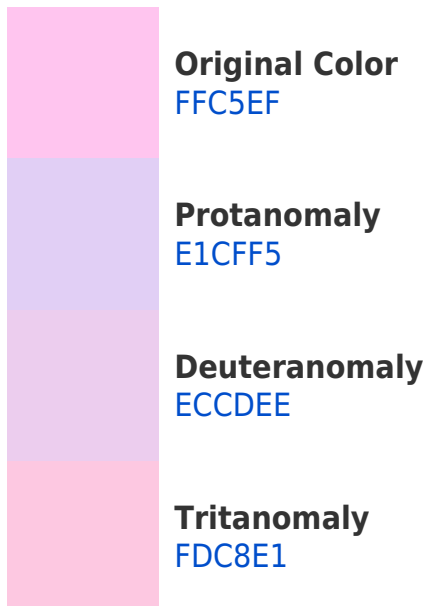 Original Color
FFC5EF
Protanomaly
E1CFF5
Deuteranomaly
ECCDEE
Tritanomaly
FDC8E1